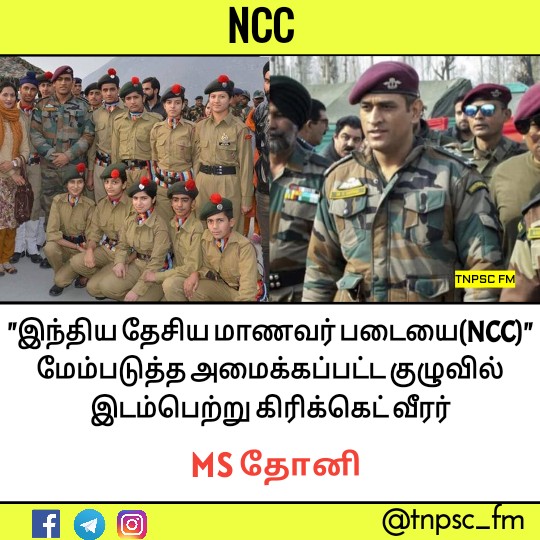 NCC
TNPSC FM
"இந்திய தேசிய மாணவர் படையை(NCC)"
மேம்படுத்த அமைக்கப்பட்ட குழுவில்
இடம்பெற்று கிரிக்கெட் வீரர்
MS தோனி
@tnpsc_fm